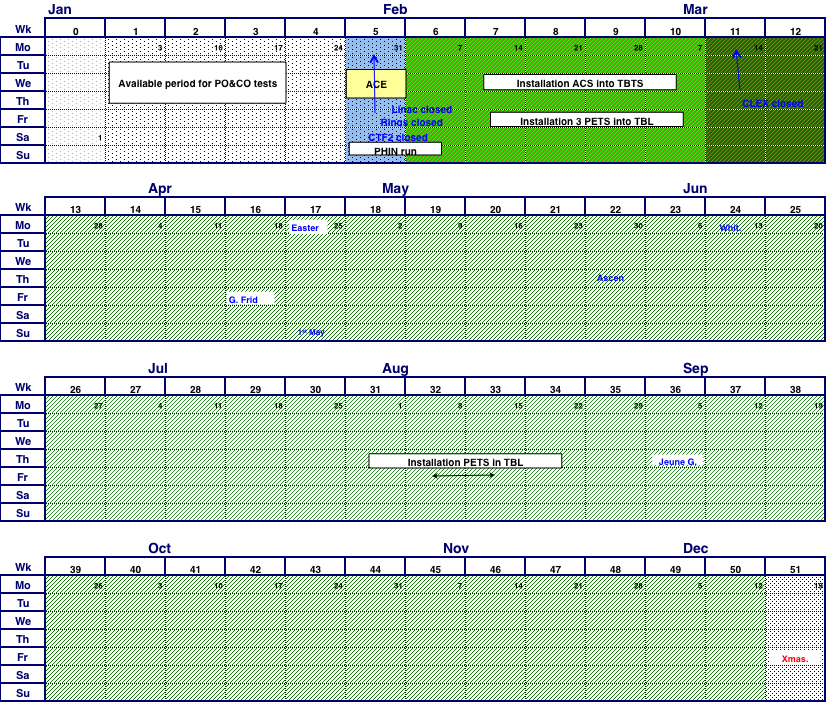 Jan Feb Mar
Wk 0 1 2 3 4 5 6 7 8 9 10 11 12
Mo 3 10 17 24 31 7 14 21 28 7 14 21
Tu
We Available period for PO&CO tests ACE Installation ACS into TBTS
Th CLEX closed
Linac closed
Fr Rings closed Installation 3 PETS into TBL
Sa 1 CTF2 closed
Su PHIN run
Apr May Jun
Wk 13 14 15 16 17 18 19 20 21 22 23 24 25
Mo 28 4 11 18 Easter 25 2 9 16 23 30 6 Whit. 13 20
Tu
We
Th Ascen
Fr G. Frid
Sa
Su 1st May
Jul Aug Sep
Wk 26 27 28 29 30 31 32 33 34 35 36 37 38
Mo 27 4 11 18 25 1 8 15 22 29 5 12 19
Tu
We
Th Installation PETS in TBL Jeune G.
Fr
Sa
Su
Oct Nov Dec
Wk 39 40 41 42 43 44 45 46 47 48 49 50 51
Mo 26 3 10 17 24 31 7 14 21 28 5 12 19
Tu
We
Th
Fr Xmas.
Sa
Su